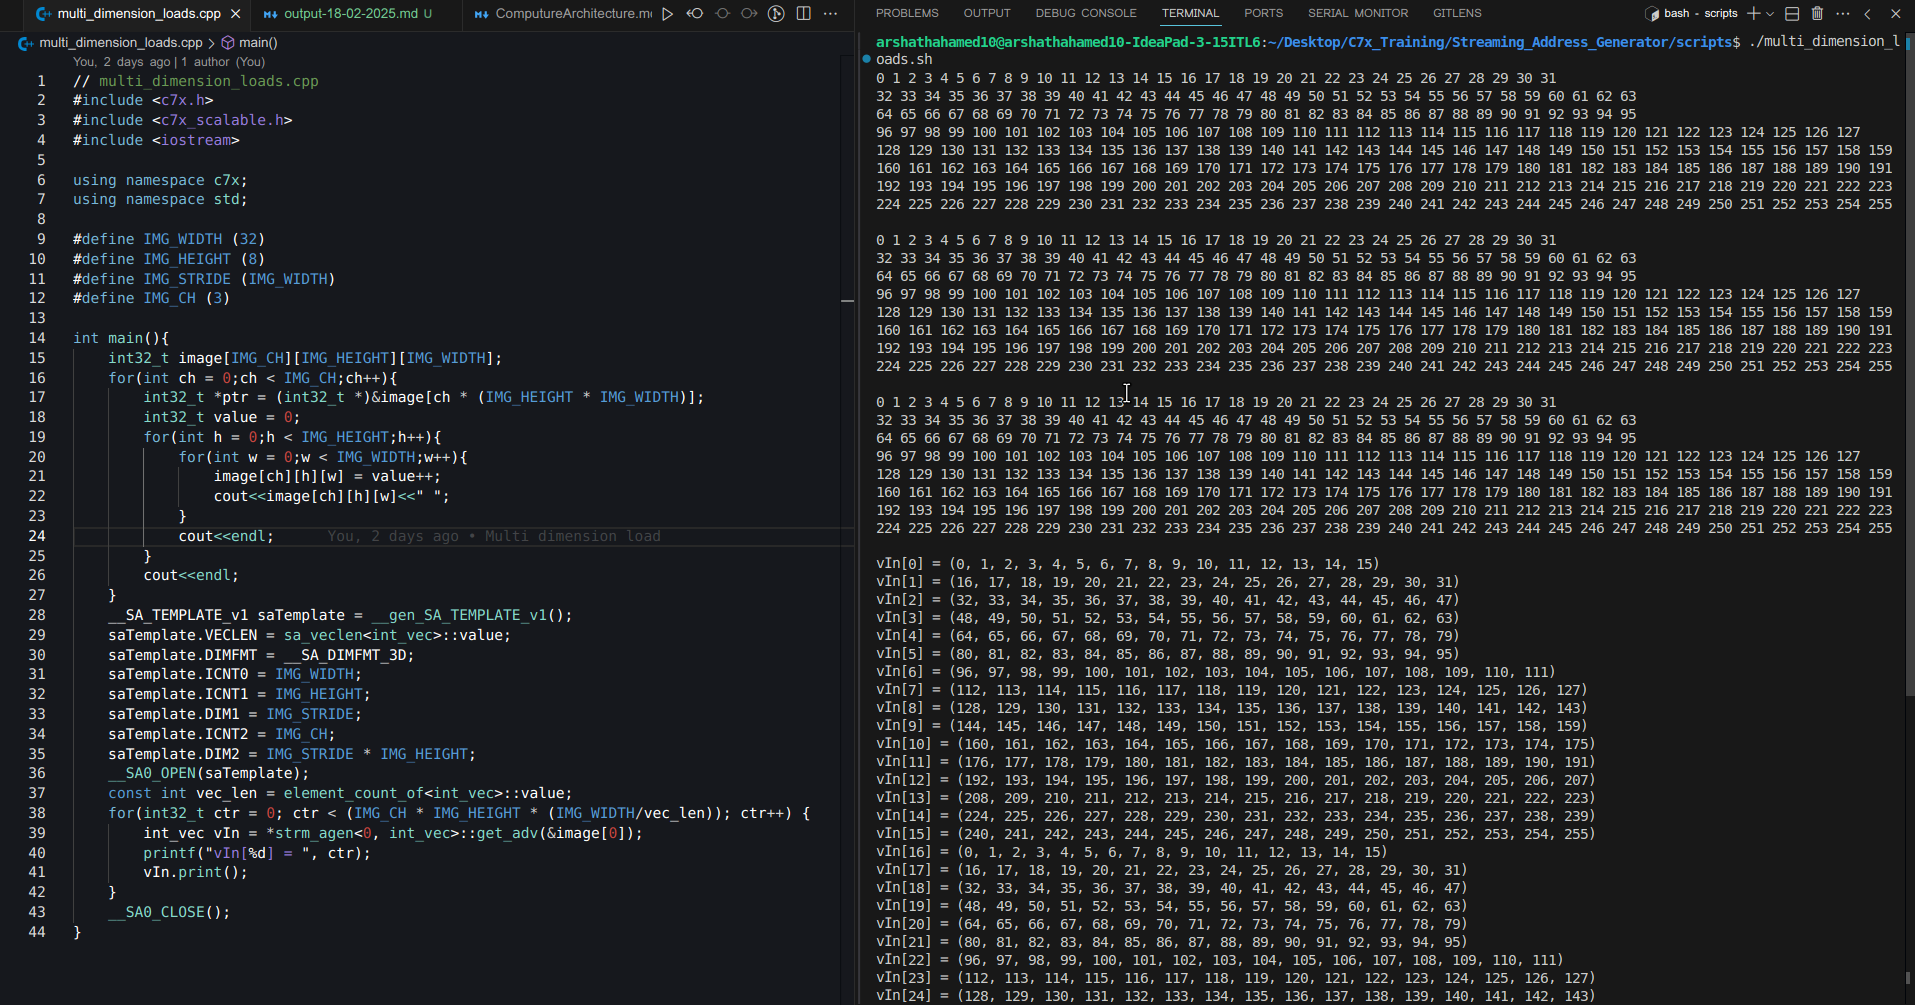 multi_dimension_loads.cpp
output-18-02-2025.md U
ComputureArchitecture.m
multi_dimension_loads.cpp > main()
You, 2 days ago | 1 author (You)
1 // multi_dimension_loads.cpp
2 #include <c7x.h>
3 #include <c7x_scalable.h>
4 #include <iostream>
5
6 using namespace c7x;
7 using namespace std;
8
9 #define IMG_WIDTH (32)
10 #define IMG_HEIGHT (8)
11 #define IMG_STRIDE (IMG_WIDTH)
12 #define IMG_CH (3)
13
14 int main(){
15 int32_t image[IMG_CH][IMG_HEIGHT][IMG_WIDTH];
16 for(int ch = 0;ch < IMG_CH;ch++){
17 int32_t *ptr = (int32_t *)&image[ch * (IMG_HEIGHT * IMG_WIDTH)];
18 int32_t value = 0;
19 for(int h = 0;h < IMG_HEIGHT;h++){
20 for(int w = 0;w < IMG_WIDTH;w++){
21 image[ch][h][w] = value++;
22 cout<<image[ch][h][w]<<" ";
23 }
24 cout<<endl; You, 2 days ago • Multi dimension load
25 }
26 cout<<endl;
27 }
28 __SA_TEMPLATE_v1 saTemplate = __gen_SA_TEMPLATE_v1();
29 saTemplate.VECLEN = sa_veclen<int_vec>::value;
30 saTemplate.DIMFMT = __SA_DIMFMT_3D;
31 saTemplate.ICNT0 = IMG_WIDTH;
32 saTemplate.ICNT1 = IMG_HEIGHT;
33 saTemplate.DIM1 = IMG_STRIDE;
34 saTemplate.ICNT2 = IMG_CH;
35 saTemplate.DIM2 = IMG_STRIDE * IMG_HEIGHT;
36 __SA0_OPEN(saTemplate);
37 const int vec_len = element_count_of<int_vec>::value;
38 for(int32_t ctr = 0; ctr < (IMG_CH * IMG_HEIGHT * (IMG_WIDTH/vec_len)); ctr++) {
39 int_vec vIn = *strm_agen<0, int_vec>::get_adv(&image[0]);
40 printf("vIn[%d] = ", ctr);
41 vIn.print();
42 }
43 __SA0_CLOSE();
44 }
PROBLEMS OUTPUT DEBUG CONSOLE TERMINAL PORTS SERIAL MONITOR GITLENS
bash - scripts
arshathahamed10@arshathahamed10-IdeaPad-3-15ITL6:~/Desktop/C7x_Training/Streaming_Address_Generator/scripts$ ./multi_dimension_l
oads.sh
0 1 2 3 4 5 6 7 8 9 10 11 12 13 14 15 16 17 18 19 20 21 22 23 24 25 26 27 28 29 30 31
32 33 34 35 36 37 38 39 40 41 42 43 44 45 46 47 48 49 50 51 52 53 54 55 56 57 58 59 60 61 62 63
64 65 66 67 68 69 70 71 72 73 74 75 76 77 78 79 80 81 82 83 84 85 86 87 88 89 90 91 92 93 94 95
96 97 98 99 100 101 102 103 104 105 106 107 108 109 110 111 112 113 114 115 116 117 118 119 120 121 122 123 124 125 126 127
128 129 130 131 132 133 134 135 136 137 138 139 140 141 142 143 144 145 146 147 148 149 150 151 152 153 154 155 156 157 158 159
160 161 162 163 164 165 166 167 168 169 170 171 172 173 174 175 176 177 178 179 180 181 182 183 184 185 186 187 188 189 190 191
192 193 194 195 196 197 198 199 200 201 202 203 204 205 206 207 208 209 210 211 212 213 214 215 216 217 218 219 220 221 222 223
224 225 226 227 228 229 230 231 232 233 234 235 236 237 238 239 240 241 242 243 244 245 246 247 248 249 250 251 252 253 254 255
0 1 2 3 4 5 6 7 8 9 10 11 12 13 14 15 16 17 18 19 20 21 22 23 24 25 26 27 28 29 30 31
32 33 34 35 36 37 38 39 40 41 42 43 44 45 46 47 48 49 50 51 52 53 54 55 56 57 58 59 60 61 62 63
64 65 66 67 68 69 70 71 72 73 74 75 76 77 78 79 80 81 82 83 84 85 86 87 88 89 90 91 92 93 94 95
96 97 98 99 100 101 102 103 104 105 106 107 108 109 110 111 112 113 114 115 116 117 118 119 120 121 122 123 124 125 126 127
128 129 130 131 132 133 134 135 136 137 138 139 140 141 142 143 144 145 146 147 148 149 150 151 152 153 154 155 156 157 158 159
160 161 162 163 164 165 166 167 168 169 170 171 172 173 174 175 176 177 178 179 180 181 182 183 184 185 186 187 188 189 190 191
192 193 194 195 196 197 198 199 200 201 202 203 204 205 206 207 208 209 210 211 212 213 214 215 216 217 218 219 220 221 222 223
224 225 226 227 228 229 230 231 232 233 234 235 236 237 238 239 240 241 242 243 244 245 246 247 248 249 250 251 252 253 254 255
0 1 2 3 4 5 6 7 8 9 10 11 12 13 14 15 16 17 18 19 20 21 22 23 24 25 26 27 28 29 30 31
32 33 34 35 36 37 38 39 40 41 42 43 44 45 46 47 48 49 50 51 52 53 54 55 56 57 58 59 60 61 62 63
64 65 66 67 68 69 70 71 72 73 74 75 76 77 78 79 80 81 82 83 84 85 86 87 88 89 90 91 92 93 94 95
96 97 98 99 100 101 102 103 104 105 106 107 108 109 110 111 112 113 114 115 116 117 118 119 120 121 122 123 124 125 126 127
128 129 130 131 132 133 134 135 136 137 138 139 140 141 142 143 144 145 146 147 148 149 150 151 152 153 154 155 156 157 158 159
160 161 162 163 164 165 166 167 168 169 170 171 172 173 174 175 176 177 178 179 180 181 182 183 184 185 186 187 188 189 190 191
192 193 194 195 196 197 198 199 200 201 202 203 204 205 206 207 208 209 210 211 212 213 214 215 216 217 218 219 220 221 222 223
224 225 226 227 228 229 230 231 232 233 234 235 236 237 238 239 240 241 242 243 244 245 246 247 248 249 250 251 252 253 254 255
vIn[0] = (0, 1, 2, 3, 4, 5, 6, 7, 8, 9, 10, 11, 12, 13, 14, 15)
vIn[1] = (16, 17, 18, 19, 20, 21, 22, 23, 24, 25, 26, 27, 28, 29, 30, 31)
vIn[2] = (32, 33, 34, 35, 36, 37, 38, 39, 40, 41, 42, 43, 44, 45, 46, 47)
vIn[3] = (48, 49, 50, 51, 52, 53, 54, 55, 56, 57, 58, 59, 60, 61, 62, 63)
vIn[4] = (64, 65, 66, 67, 68, 69, 70, 71, 72, 73, 74, 75, 76, 77, 78, 79)
vIn[5] = (80, 81, 82, 83, 84, 85, 86, 87, 88, 89, 90, 91, 92, 93, 94, 95)
vIn[6] = (96, 97, 98, 99, 100, 101, 102, 103, 104, 105, 106, 107, 108, 109, 110, 111)
vIn[7] = (112, 113, 114, 115, 116, 117, 118, 119, 120, 121, 122, 123, 124, 125, 126, 127)
vIn[8] = (128, 129, 130, 131, 132, 133, 134, 135, 136, 137, 138, 139, 140, 141, 142, 143)
vIn[9] = (144, 145, 146, 147, 148, 149, 150, 151, 152, 153, 154, 155, 156, 157, 158, 159)
vIn[10] = (160, 161, 162, 163, 164, 165, 166, 167, 168, 169, 170, 171, 172, 173, 174, 175)
vIn[11] = (176, 177, 178, 179, 180, 181, 182, 183, 184, 185, 186, 187, 188, 189, 190, 191)
vIn[12] = (192, 193, 194, 195, 196, 197, 198, 199, 200, 201, 202, 203, 204, 205, 206, 207)
vIn[13] = (208, 209, 210, 211, 212, 213, 214, 215, 216, 217, 218, 219, 220, 221, 222, 223)
vIn[14] = (224, 225, 226, 227, 228, 229, 230, 231, 232, 233, 234, 235, 236, 237, 238, 239)
vIn[15] = (240, 241, 242, 243, 244, 245, 246, 247, 248, 249, 250, 251, 252, 253, 254, 255)
vIn[16] = (0, 1, 2, 3, 4, 5, 6, 7, 8, 9, 10, 11, 12, 13, 14, 15)
vIn[17] = (16, 17, 18, 19, 20, 21, 22, 23, 24, 25, 26, 27, 28, 29, 30, 31)
vIn[18] = (32, 33, 34, 35, 36, 37, 38, 39, 40, 41, 42, 43, 44, 45, 46, 47)
vIn[19] = (48, 49, 50, 51, 52, 53, 54, 55, 56, 57, 58, 59, 60, 61, 62, 63)
vIn[20] = (64, 65, 66, 67, 68, 69, 70, 71, 72, 73, 74, 75, 76, 77, 78, 79)
vIn[21] = (80, 81, 82, 83, 84, 85, 86, 87, 88, 89, 90, 91, 92, 93, 94, 95)
vIn[22] = (96, 97, 98, 99, 100, 101, 102, 103, 104, 105, 106, 107, 108, 109, 110, 111)
vIn[23] = (112, 113, 114, 115, 116, 117, 118, 119, 120, 121, 122, 123, 124, 125, 126, 127)
vIn[24] = (128, 129, 130, 131, 132, 133, 134, 135, 136, 137, 138, 139, 140, 141, 142, 143)